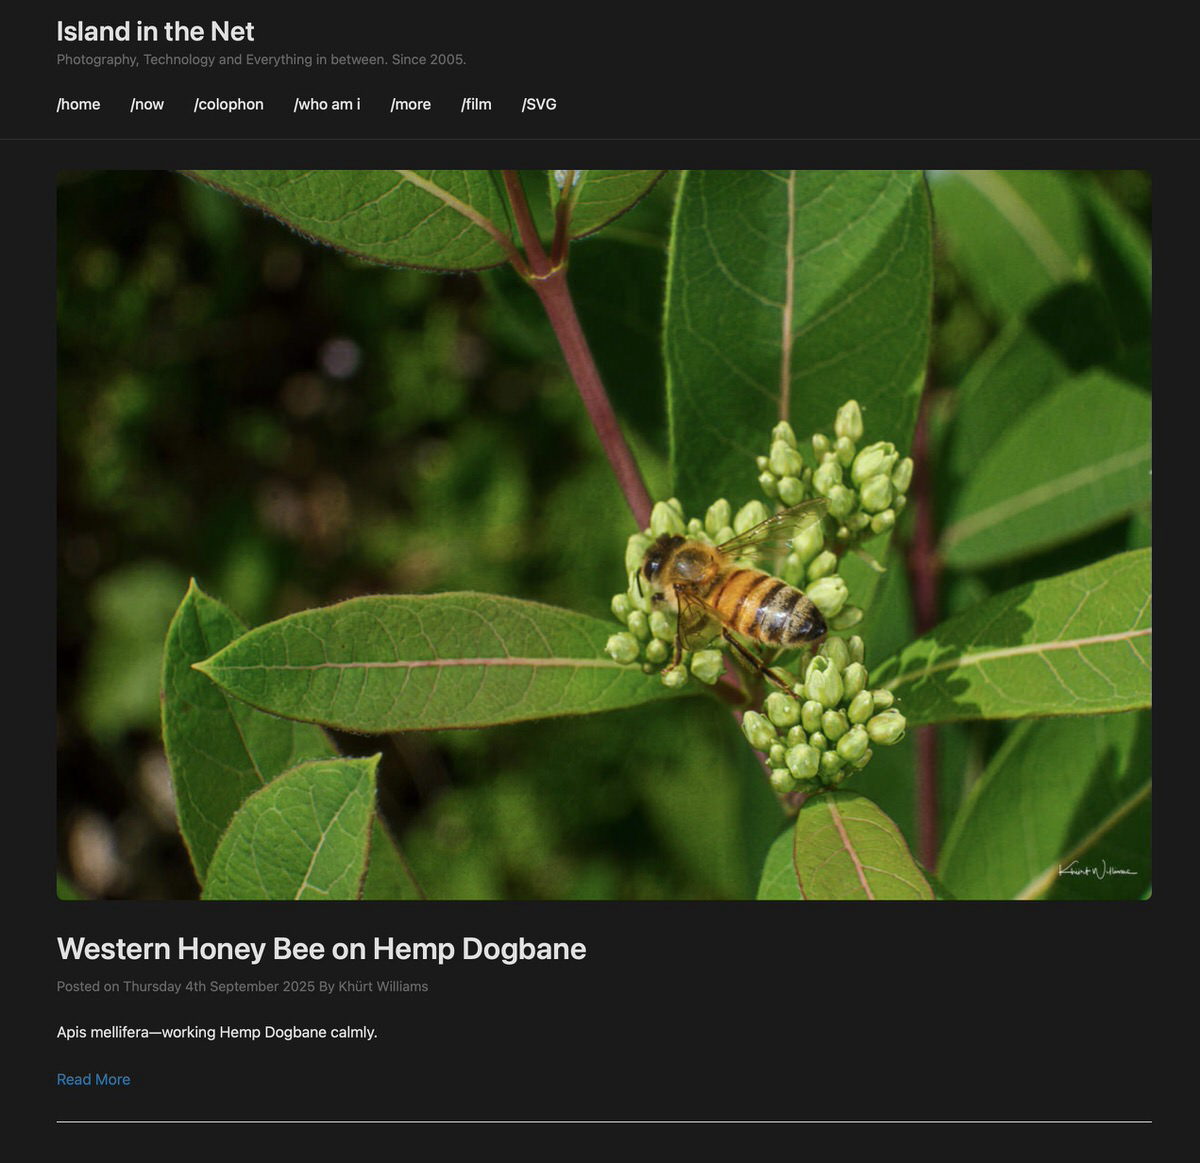 Island in the Net
Photography, Technology and Everything in between. Since 2005.
/home /now /colophon /who am i /more /film /SVG
Khürt Williams
Western Honey Bee on Hemp Dogbane
Posted on Thursday 4th September 2025 By Khürt Williams
Apis mellifera—working Hemp Dogbane calmly.
Read More